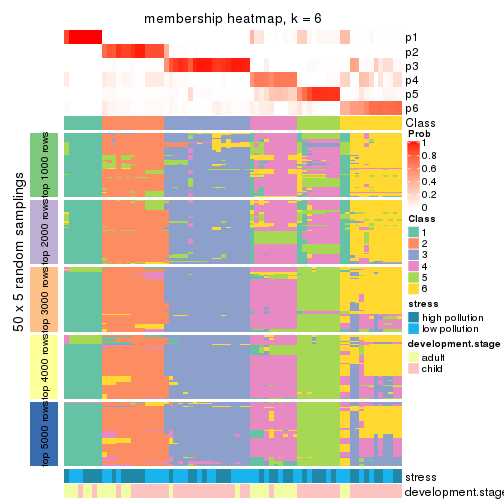 membership heatmap, k = 6
p1
p2
p3
p4
p5
p6
Class
50 x 5 random samplings
top 1000 rows
top 2000 rows
top 3000 rows
top 4000 rows
top 5000 rows
Prob
1
0.8
0.6
0.4
0.2
0
Class
1
2
3
4
5
6
stress
high pollution
low pollution
development.stage
adult
child
stress
development.stage